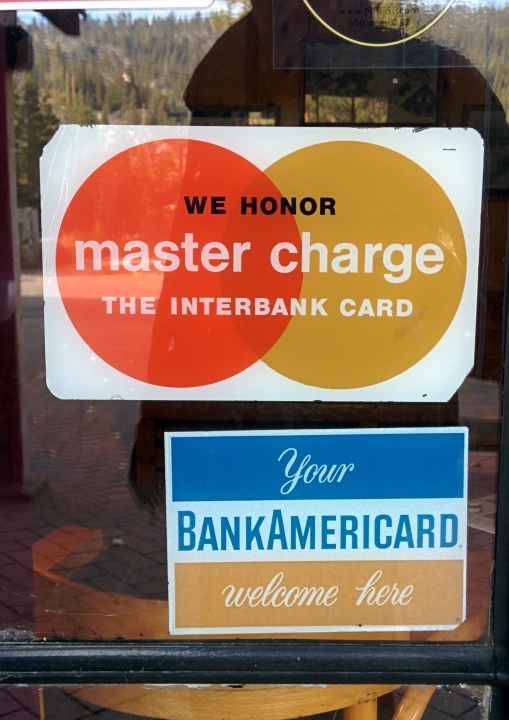 WE HONOR
master charge
THE INTERBANK CARD
Your
BANKAMERICARD
welcome here